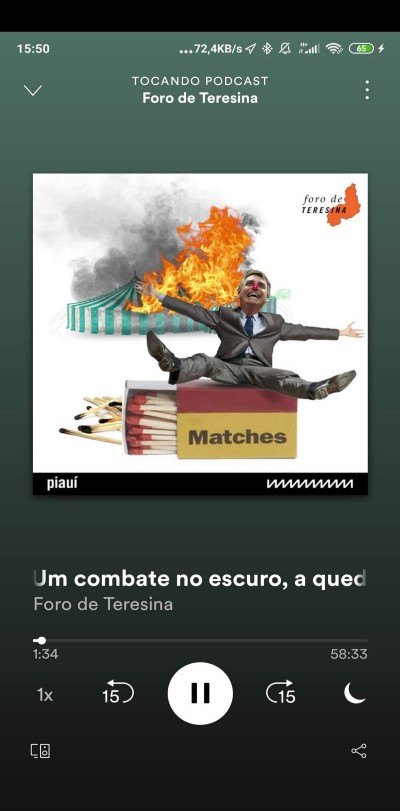 15:50
...72,4KB/s
65
TOCANDO PODCAST
Foro de Teresina
foro de
TERESINA
Matches
piauí
Um combate no escuro, a qued
Foro de Teresina
1:34
58:33
1x
15
15